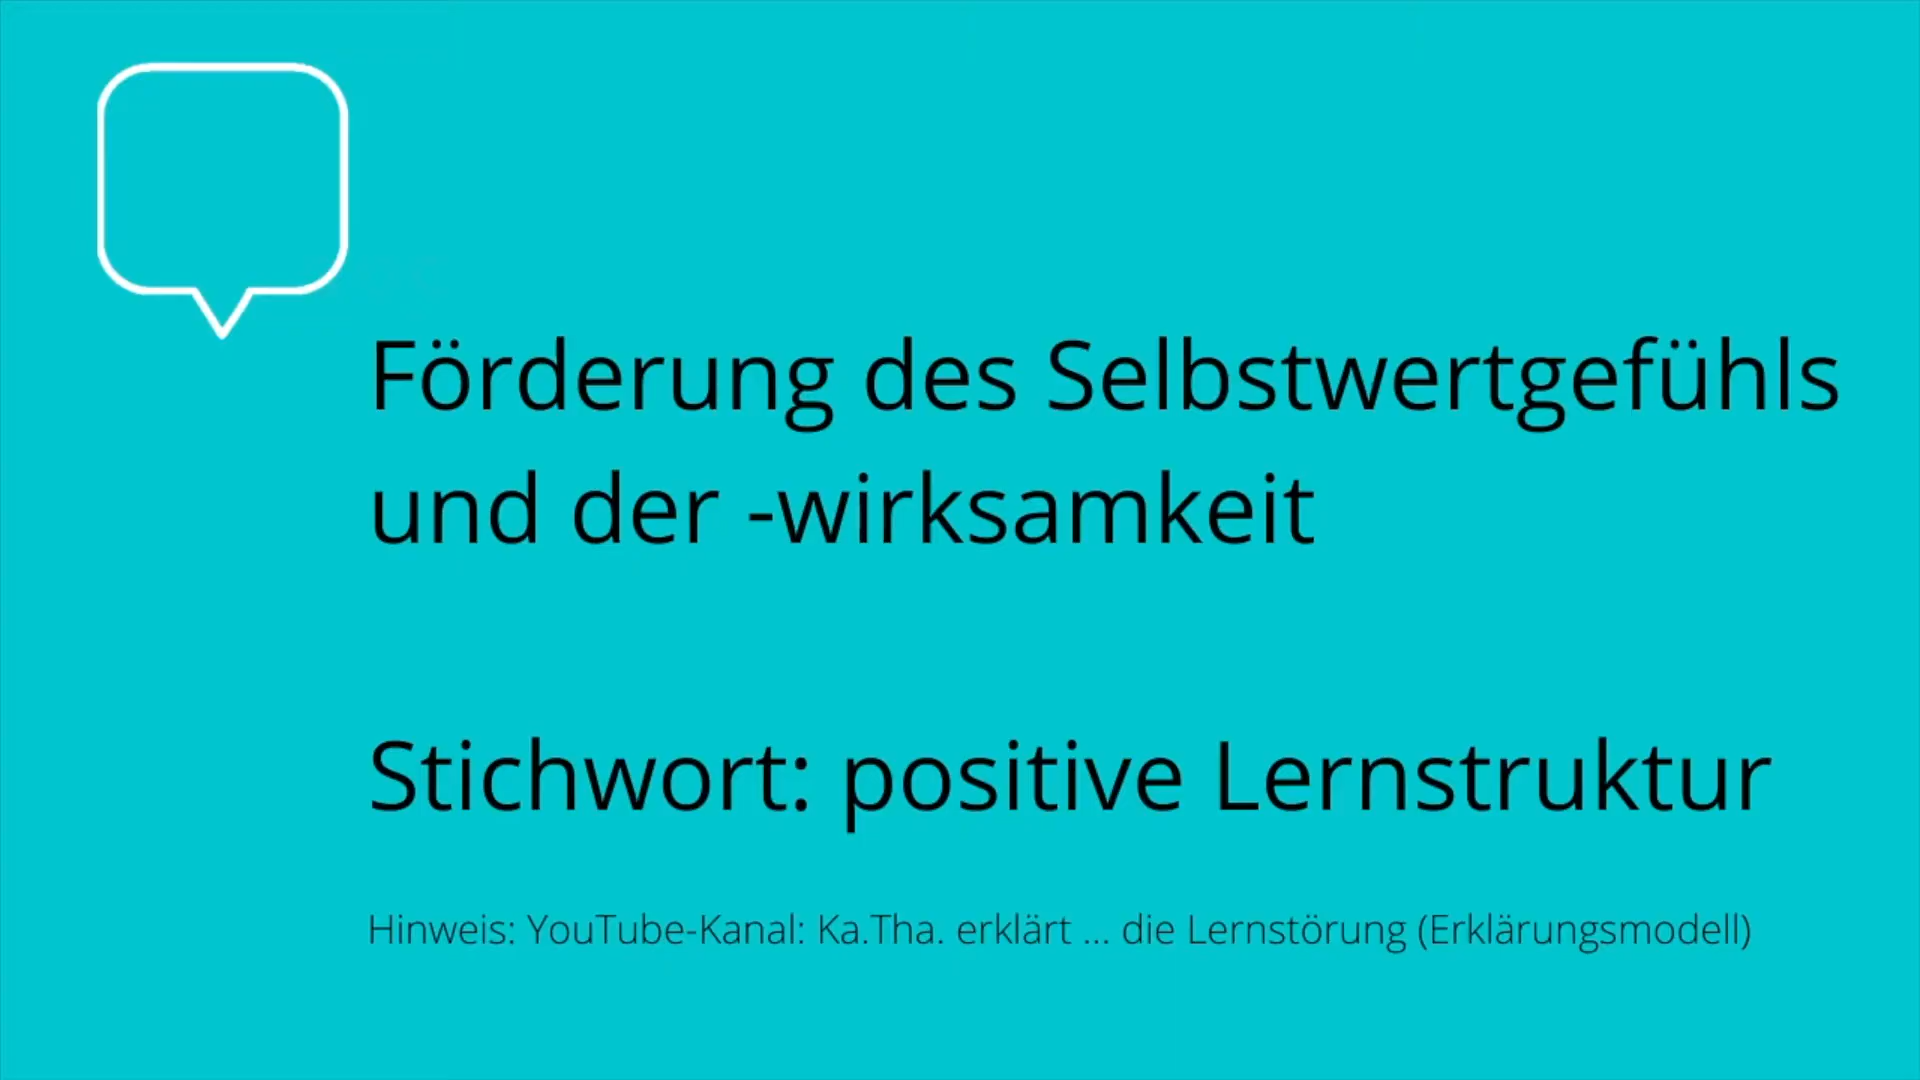 Förderung des Selbstwertgefühls
und der -wirksamkeit
Stichwort: positive Lernstruktur
Hinweis: YouTube-Kanal: Ka.Tha. erklärt ... die Lernstörung (Erklärungsmodell)